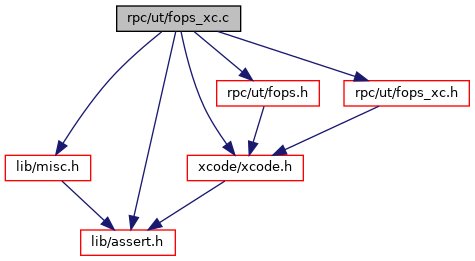 rpc/ut/fops_xc.c
rpc/ut/fops.h
rpc/ut/fops_xc.h
lib/misc.h
xcode/xcode.h
lib/assert.h